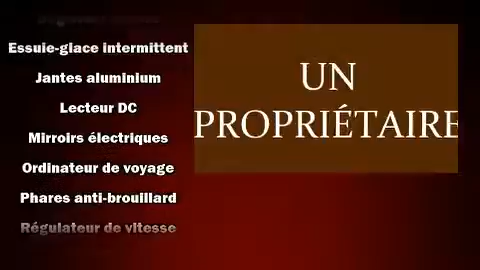 Essuie-glace intermittent
Jantes aluminium
Lecteur DC
Mirroirs électriques
Ordinateur de voyage
Phares anti-brouillard
Régulateur de vitesse
UN
PROPRIÉTAIRE